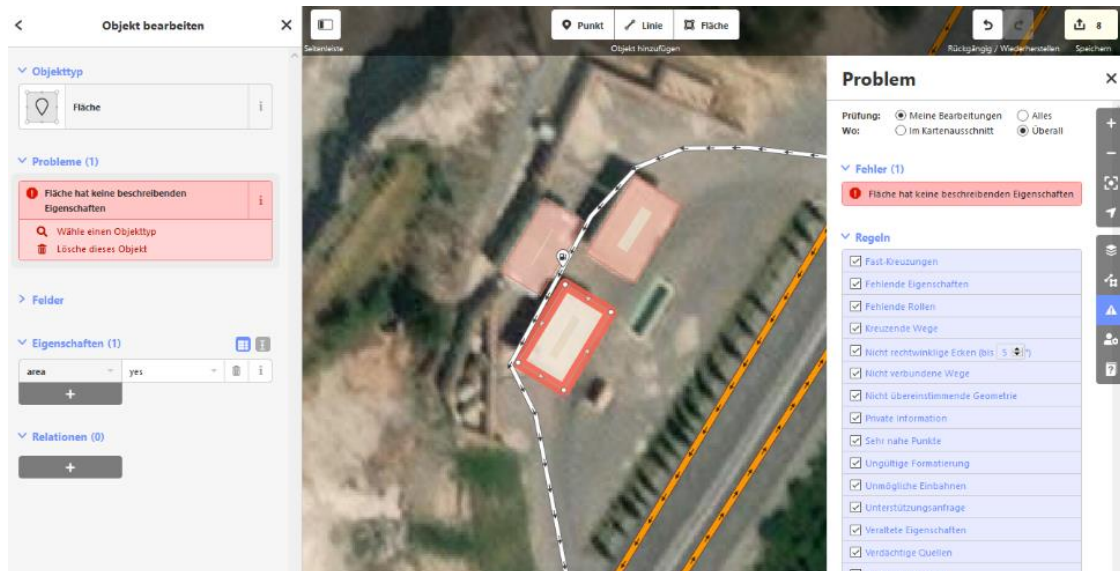 Objekt bearbeiten
Objekttyp
Fläche
Probleme (1)
Fläche hat keine beschreibenden
Eigenschaften
Wähle einen Objekttyp
Lösche dieses Objekt
Felder
Eigenschaften (1)
area yes
Relationen (0)
Seitenleiste
Punkt Linie Fläche
Objekt hinzufügen
Rückgängig / Wiederherstellen
8
Speichern
Problem
Prüfung: Meine Bearbeitungen Alles
Wo: Im Kartenausschnitt Überall
Fehler (1)
Fläche hat keine beschreibenden Eigenschaften
Regeln
Fast-Kreuzungen
Fehlende Eigenschaften
Fehlende Rollen
Kreuzende Wege
Nicht rechtwinklige Ecken (bis 5 °)
Nicht verbundene Wege
Nicht übereinstimmende Geometrie
Private Information
Sehr nahe Punkte
Ungültige Formatierung
Unmögliche Einbahnen
Unterstützungsanfrage
Veraltete Eigenschaften
Verdächtige Quellen